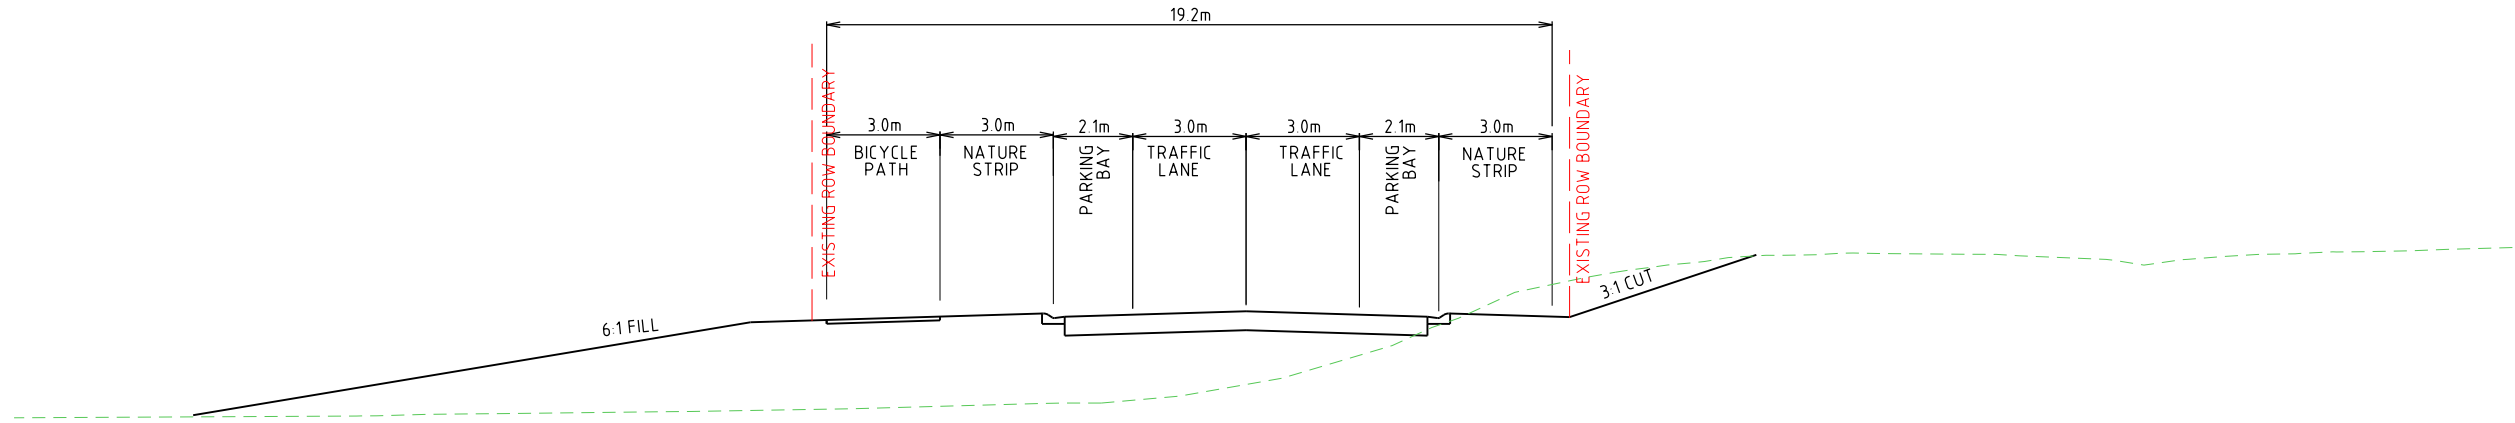 19.2m
EXISTING ROW BOUNDARY
3.0m
BICYCLE
PATH
3.0m
NATURE
STRIP
2.1m
PARKING
BAY
3.0m
TRAFFIC
LANE
3.0m
TRAFFIC
LANE
2.1m
PARKING
BAY
3.0m
NATURE
STRIP
EXISTING ROW BOUNDARY
6:1 FILL
3:1 CUT